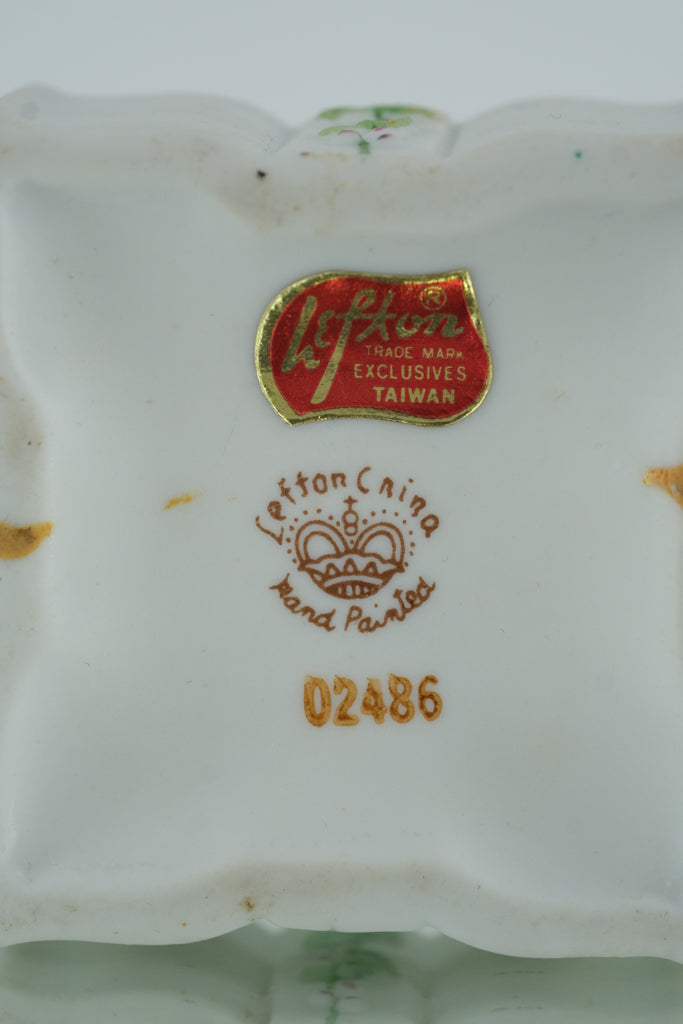 Lefton ®
TRADE MARK
EXCLUSIVES
TAIWAN
Lefton China
Hand Painted
02486